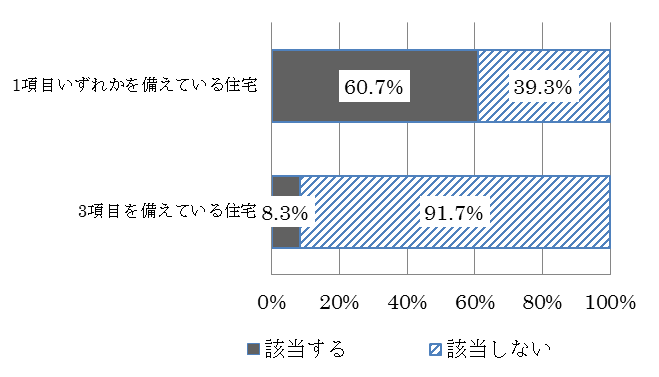 1項目いずれかを備えている住宅 60.7% 39.3%
3項目を備えている住宅 8.3% 91.7%
0% 20% 40% 60% 80% 100%
該当する 該当しない